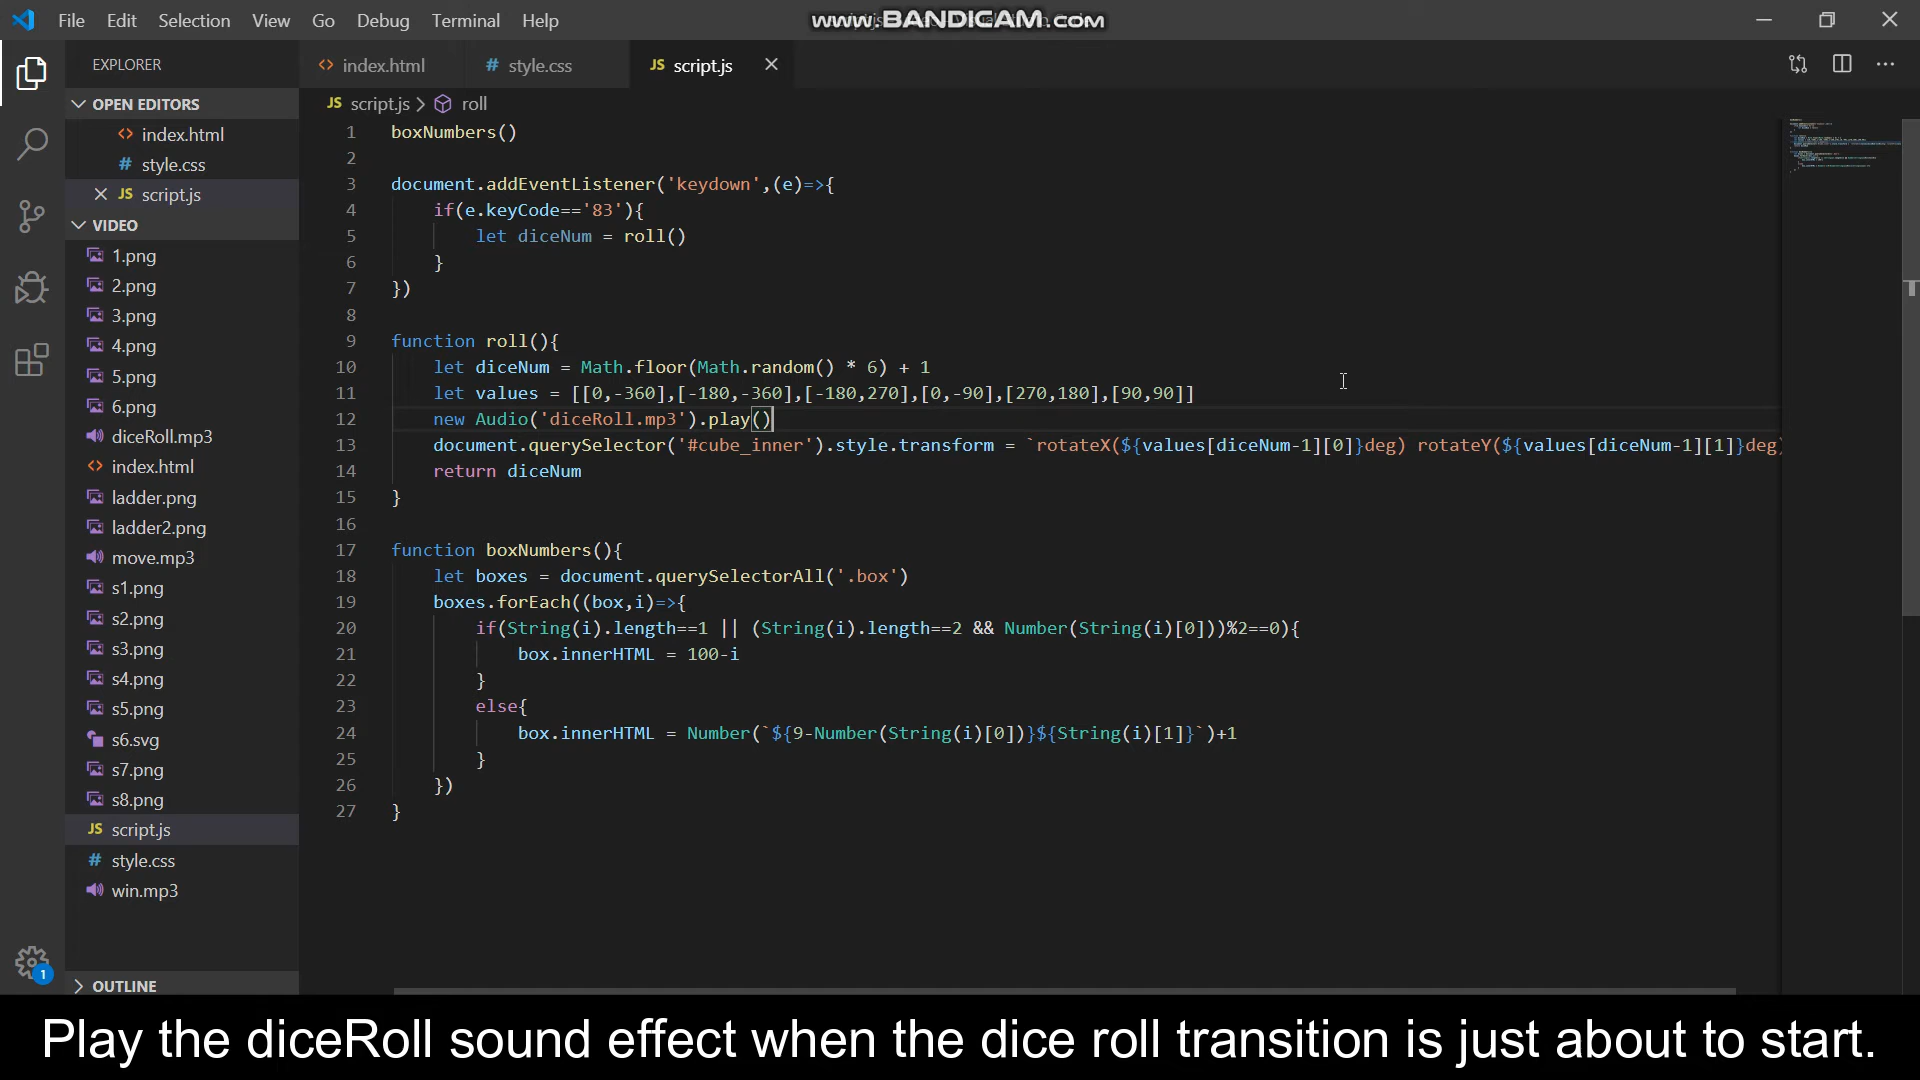 File Edit Selection View Go Debug Terminal Help
www.BANDICAM.com
EXPLORER
index.html
style.css
JS script.js
OPEN EDITORS
index.html
style.css
JS script.js
VIDEO
1.png
2.png
3.png
4.png
5.png
6.png
diceRoll.mp3
index.html
ladder.png
ladder2.png
move.mp3
s1.png
s2.png
s3.png
s4.png
s5.png
s6.svg
s7.png
s8.png
JS script.js
# style.css
win.mp3
1
OUTLINE
JS script.js > roll
1 boxNumbers()
2
3 document.addEventListener('keydown',(e)=>{
4 if(e.keyCode=='83'){
5 let diceNum = roll()
6 }
7 })
8
9 function roll(){
10 let diceNum = Math.floor(Math.random() * 6) + 1
11 let values = [[0,-360],[-180,-360],[-180,270],[0,-90],[270,180],[90,90]]
12 new Audio('diceRoll.mp3').play()
13 document.querySelector('#cube_inner').style.transform = `rotateX(${values[diceNum-1][0]}deg) rotateY(${values[diceNum-1][1]}deg)
14 return diceNum
15 }
16
17 function boxNumbers(){
18 let boxes = document.querySelectorAll('.box')
19 boxes.forEach((box,i)=>{
20 if(String(i).length==1 || (String(i).length==2 && Number(String(i)[0]))%2==0){
21 box.innerHTML = 100-i
22 }
23 else{
24 box.innerHTML = Number(`${9-Number(String(i)[0])}${String(i)[1]}`)+1
25 }
26 })
27 }
Play the diceRoll sound effect when the dice roll transition is just about to start.